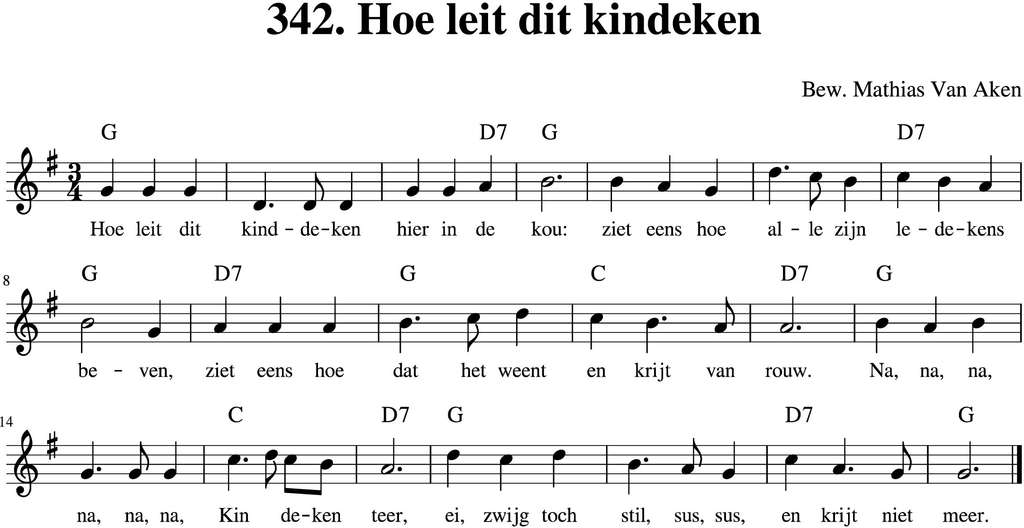 342. Hoe leit dit kindeken
Bew. Mathias Van Aken
G D7 G D7
3
4
Hoe leit dit kind - de - ken hier in de kou: ziet eens hoe al - le zijn le - de - kens
8
G D7 G C D7 G
be - ven, ziet eens hoe dat het weent en krijt van rouw. Na, na, na,
14
C D7 G D7 G
na, na, na, Kin de - ken teer, ei, zwijg toch stil, sus, sus, en krijt niet meer.